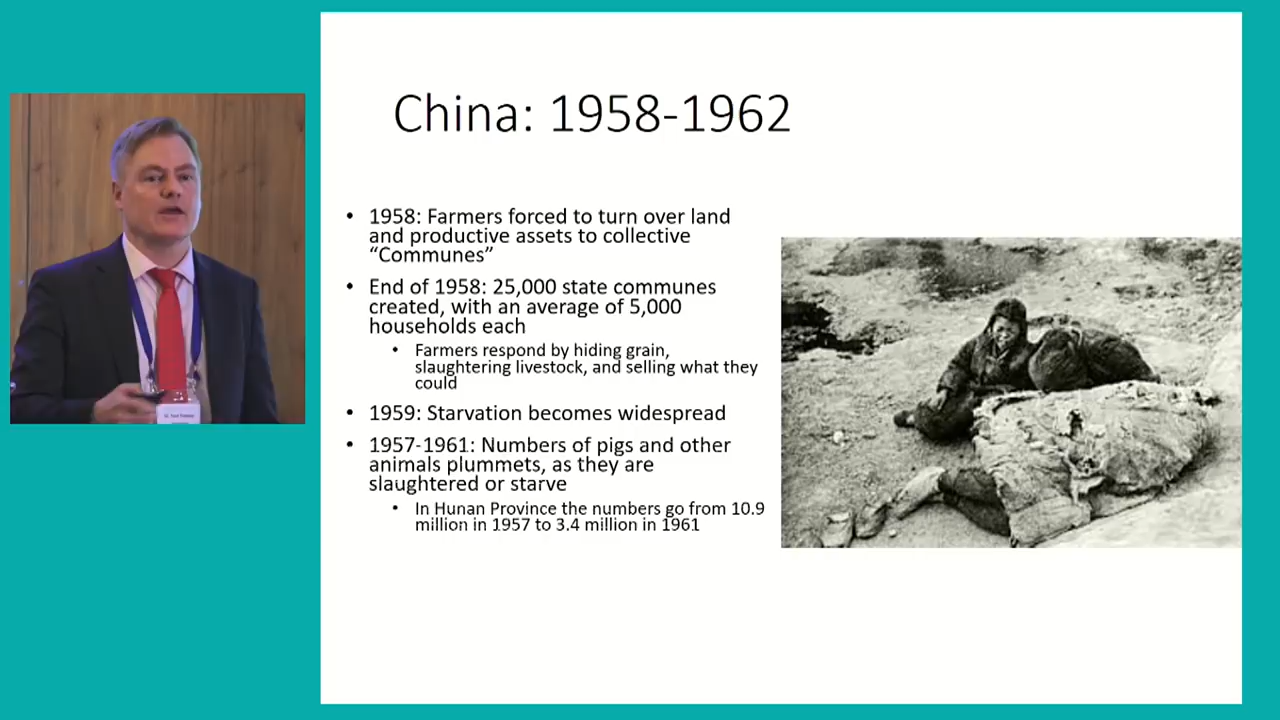 China: 1958-1962
• 1958: Farmers forced to turn over land
and productive assets to collective
“Communes”
• End of 1958: 25,000 state communes
created, with an average of 5,000
households each
• Farmers respond by hiding grain,
slaughtering livestock, and selling what they
could
• 1959: Starvation becomes widespread
• 1957-1961: Numbers of pigs and other
animals plummets, as they are
slaughtered or starve
• In Hunan Province the numbers go from 10.9
million in 1957 to 3.4 million in 1961